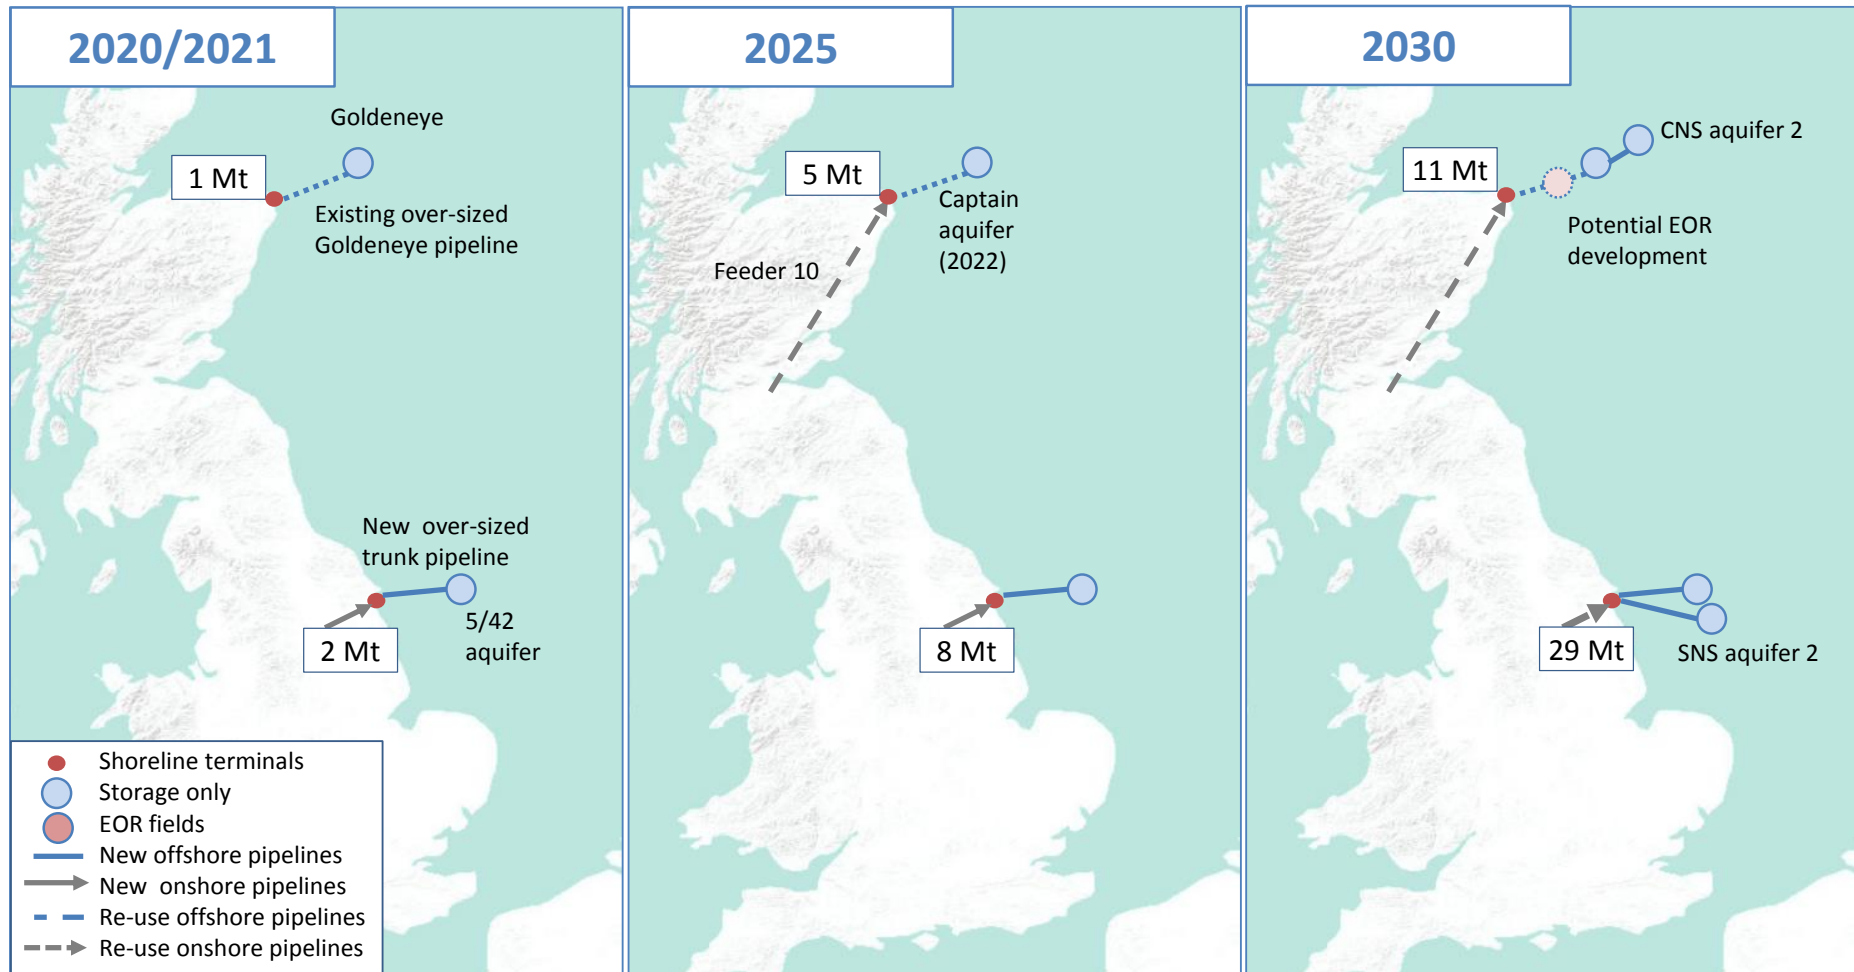 2020/2021
Goldeneye
1 Mt
Existing over-sized
Goldeneye pipeline
New over-sized
trunk pipeline
5/42
aquifer
2 Mt
Shoreline terminals
Storage only
EOR fields
New offshore pipelines
New onshore pipelines
Re-use offshore pipelines
Re-use onshore pipelines
2025
5 Mt
Captain
aquifer
(2022)
Feeder 10
8 Mt
2030
CNS aquifer 2
11 Mt
Potential EOR
development
29 Mt
SNS aquifer 2